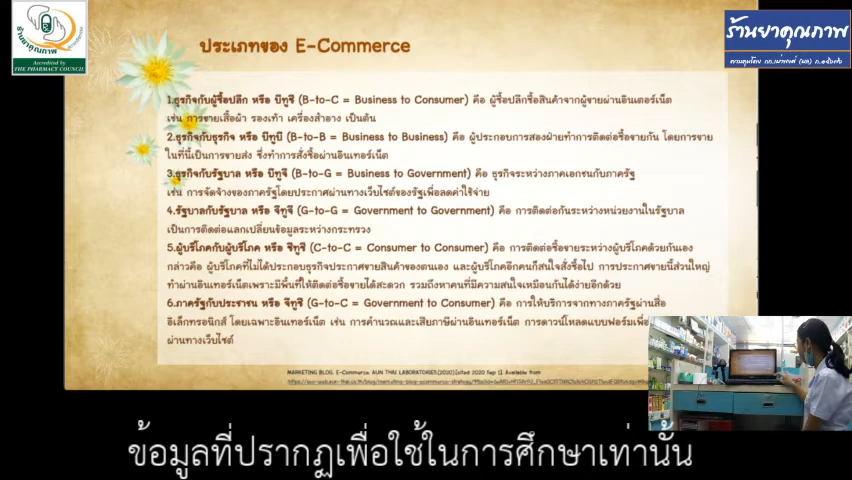 ร้านยาคุณภาพ
Accredited by
THE PHARMACY COUNCIL
ร้านยาคุณภาพ
ประเภทของ E-Commerce
1.ธุรกิจกับผู้ซื้อปลีก หรือ บีทูซี (B-to-C = Business to Consumer) คือ ผู้ซื้อปลีกซื้อสินค้าจากผู้ขายผ่านอินเตอร์เน็ต
เช่น การขายเสื้อผ้า รองเท้า เครื่องสำอาง เป็นต้น
2.ธุรกิจกับธุรกิจ หรือ บีทูบี (B-to-B = Business to Business) คือ ผู้ประกอบการสองฝ่ายทำการติดต่อซื้อขายกัน โดยการขาย
ในที่นี้เป็นการขายส่ง ซึ่งทำการสั่งซื้อผ่านอินเทอร์เน็ต
3.ธุรกิจกับรัฐบาล หรือ บีทูจี (B-to-G = Business to Government) คือ ธุรกิจระหว่างภาคเอกชนกับภาครัฐ
เช่น การจัดจ้างของภาครัฐโดยประกาศผ่านทางเว็บไซต์ของรัฐเพื่อลดค่าใช้จ่าย
4.รัฐบาลกับรัฐบาล หรือ จีทูจี (G-to-G = Government to Government) คือ การติดต่อกันระหว่างหน่วยงานในรัฐบาล
เป็นการติดต่อแลกเปลี่ยนข้อมูลระหว่างกระทรวง
5.ผู้บริโภคกับผู้บริโภค หรือ ซีทูซี (C-to-C = Consumer to Consumer) คือ การติดต่อซื้อขายระหว่างผู้บริโภคด้วยกันเอง
กล่าวคือ ผู้บริโภคที่ไม่ได้ประกอบธุรกิจประกาศขายสินค้าของตนเอง และผู้บริโภคอีกคนก็สนใจสั่งซื้อไป การประกาศขายนี้ส่วนใหญ่
ทำผ่านอินเทอร์เน็ตเพราะมีพื้นที่ให้ติดต่อซื้อขายได้สะดวก รวมถึงหาคนที่มีความสนใจเหมือนกันได้ง่ายอีกด้วย
6.ภาครัฐกับประชาชน หรือ จีทูซี (G-to-C = Government to Consumer) คือ การให้บริการจากทางภาครัฐผ่านสื่อ
อิเล็กทรอนิกส์ โดยเฉพาะอินเทอร์เน็ต เช่น การคำนวณและเสียภาษีผ่านอินเทอร์เน็ต การดาวน์โหลดแบบฟอร์มเพื่อ
ผ่านทางเว็บไซต์
MARKETING BLOG. E-Commerce. AUN THAI LABORATORIES.[2020][cited 2020 Sep 1]. Available from
ข้อมูลที่ปรากฏเพื่อใช้ในการศึกษาเท่านั้น